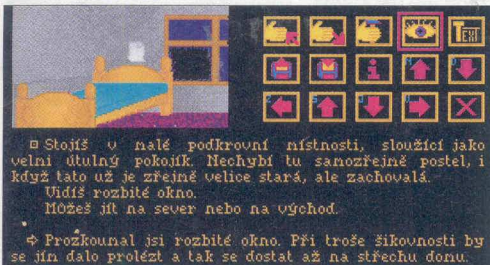 TEXT
N D
Z S J V
Stojíš v malé podkrovní místnosti, sloužící jako
velmi útulný pokojík. Nechybí tu samozřejmě postel, i
když tato už je zřejmě velice stará, ale zachovalá.
Vidíš rozbité okno.
Můžeš jít na sever nebo na východ.
Prozkoumal jsi rozbité okno. Při troše šikovnosti by
se jím dalo prolézt a tak se dostat až na střechu domu.